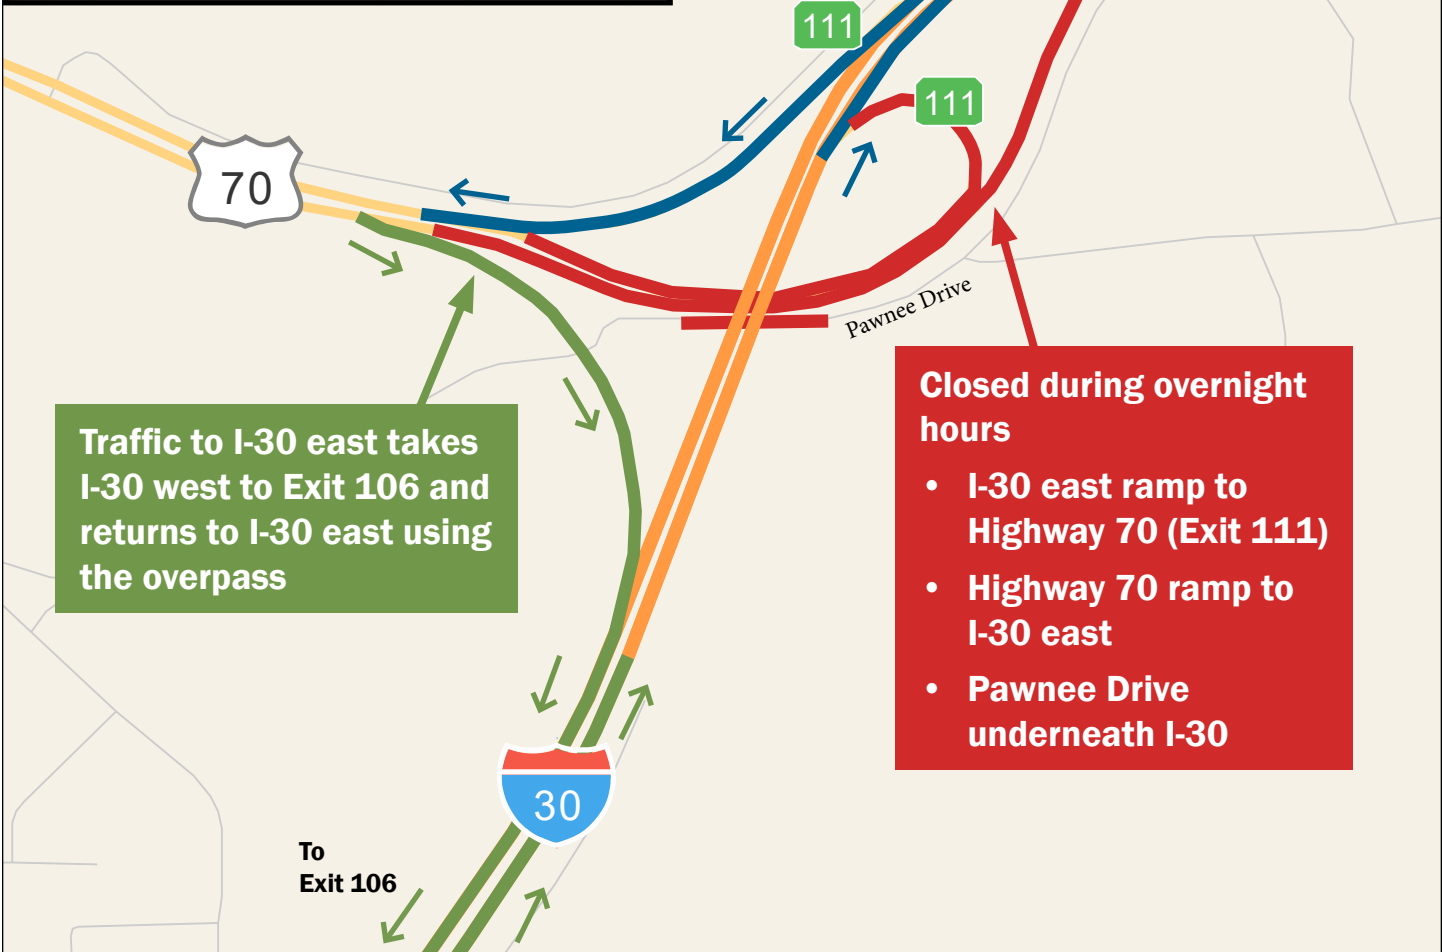 111
111
70
Pawnee Drive
Closed during overnight
hours
• I-30 east ramp to
Highway 70 (Exit 111)
• Highway 70 ramp to
I-30 east
• Pawnee Drive
underneath I-30
Traffic to I-30 east takes
I-30 west to Exit 106 and
returns to I-30 east using
the overpass
30
To
Exit 106